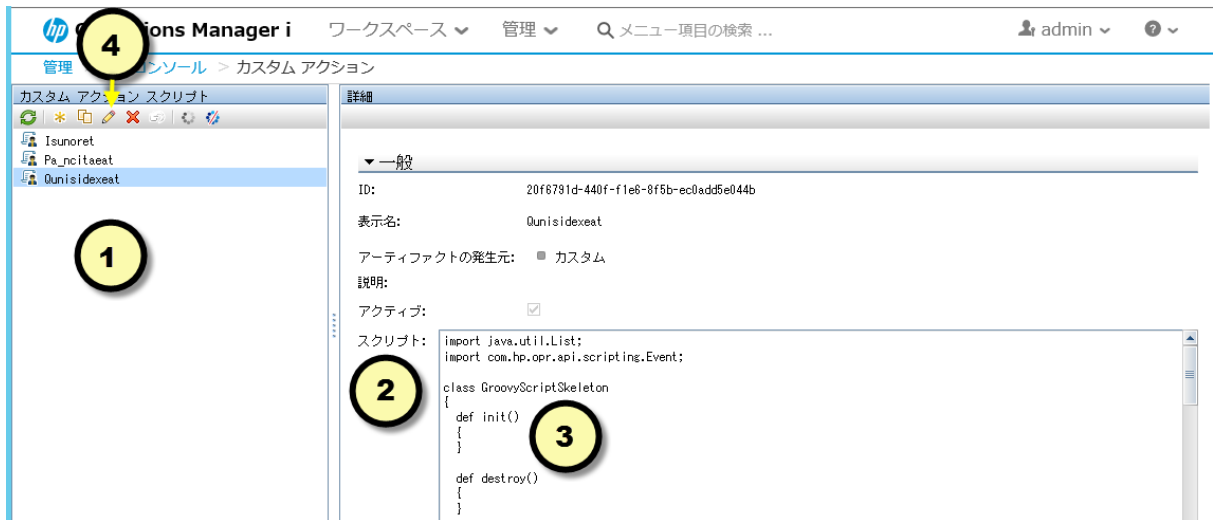 hp ions Manager i ワークスペース 管理 メニュー項目の検索 ... admin ?
4
管理 コンソール > カスタム アクション
カスタム アクション スクリプト
詳細
Isunoret
Pa_ncitaeat
Qunisidexeat
一般
ID: 20f6791d-440f-f1e6-8f5b-ec0add5e044b
表示名: Qunisidexeat
1
アーティファクトの発生元: カスタム
説明:
アクティブ:
スクリプト: import java.util.List;
import com.hp.opr.api.scripting.Event;
2
class GroovyScriptSkeleton
{
def init()
3
{
}
def destroy()
{
}